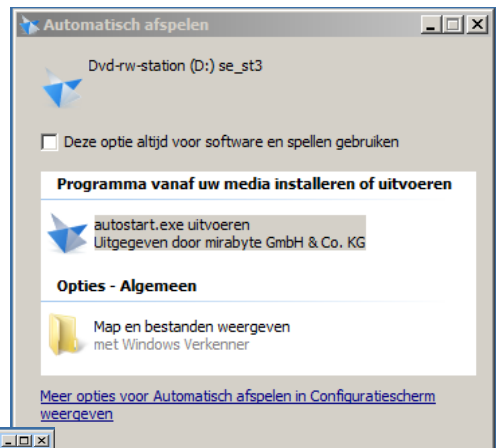 Automatisch afspelen
Dvd-rw-station (D:) se_st3
Deze optie altijd voor software en spellen gebruiken
Programma vanaf uw media installeren of uitvoeren
autostart.exe uitvoeren
Uitgegeven door mirabyte GmbH & Co. KG
Opties - Algemeen
Map en bestanden weergeven
met Windows Verkenner
Meer opties voor Automatisch afspelen in Configuratiescherm
weergeven